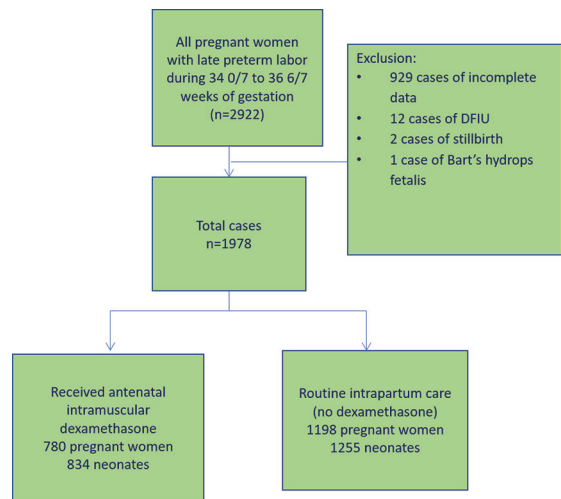 All pregnant women
with late preterm labor
during 34 0/7 to 36 6/7
weeks of gestation
(n=2922)
Exclusion:
• 929 cases of incomplete
data
• 12 cases of DFIU
• 2 cases of stillbirth
• 1 case of Bart's hydrops
fetalis
Total cases
n=1978
Received antenatal
intramuscular
dexamethasone
780 pregnant women
834 neonates
Routine intrapartum care
(no dexamethasone)
1198 pregnant women
1255 neonates